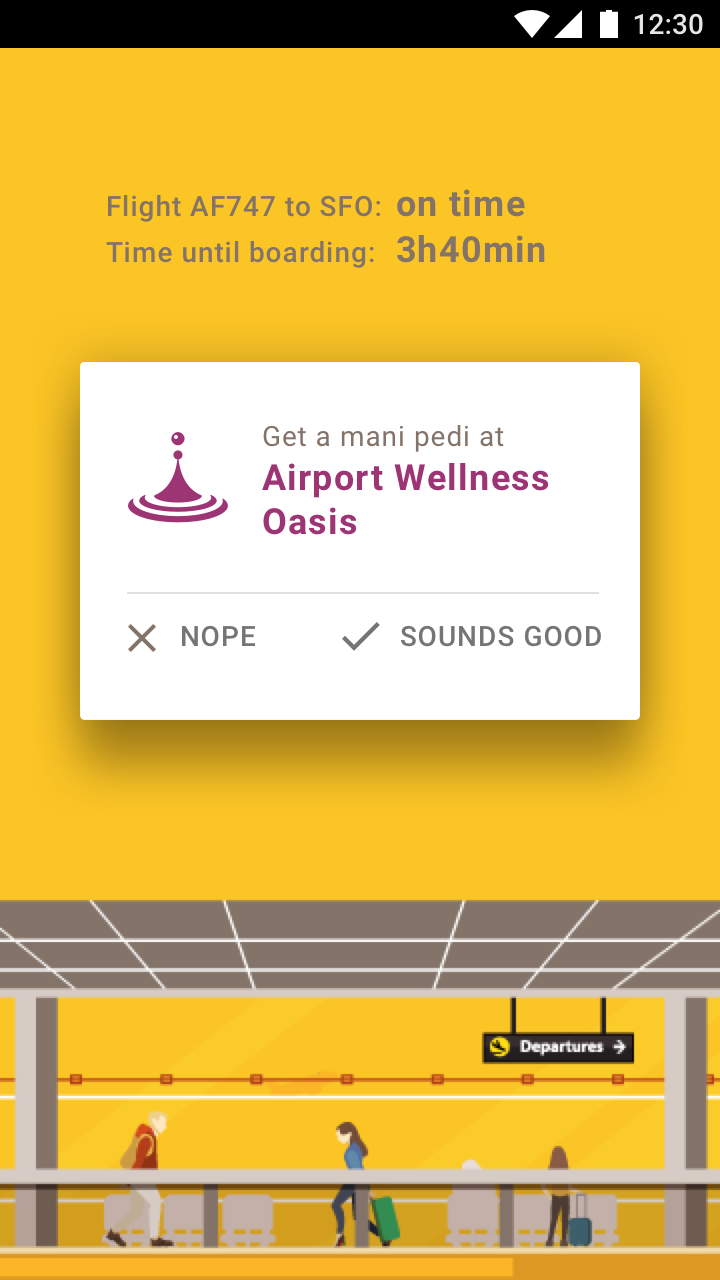 12:30
Flight AF747 to SFO: on time
Time until boarding: 3h40min
Get a mani pedi at
Airport Wellness
Oasis
NOPE
SOUNDS GOOD
Departures →